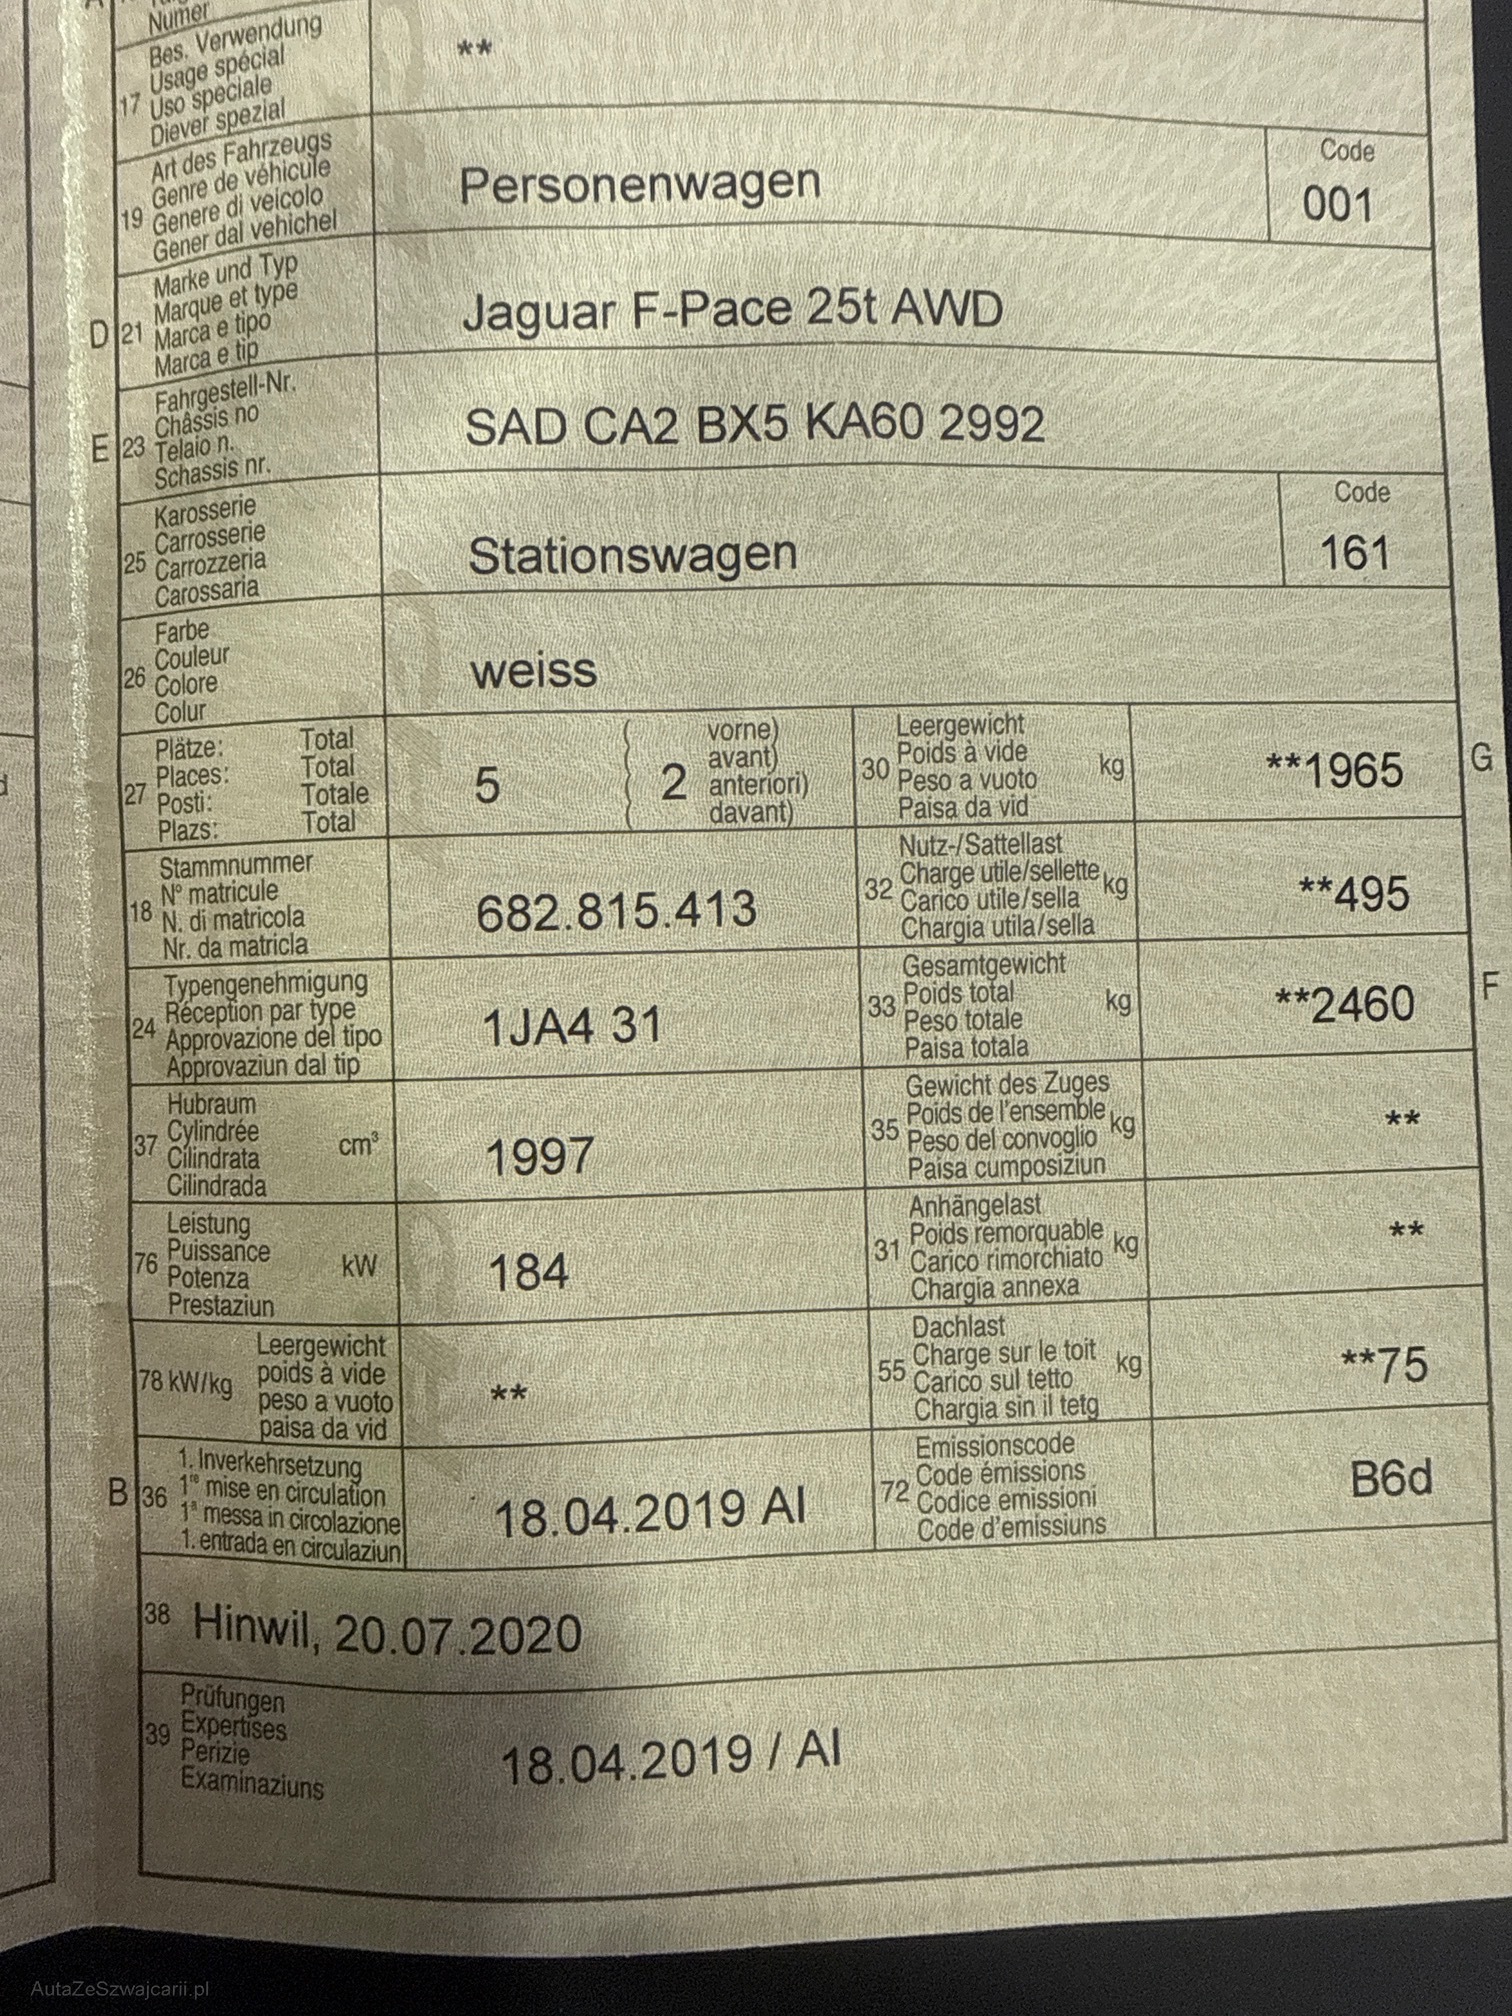 Numer
17 Bes. Verwendung
Usage spécial
Uso speciale
Diever spezial
**
19 Art des Fahrzeugs
Genre de véhicule
Genere di veicolo
Gener dal vehichel
Personenwagen
Code
001
D 21 Marke und Typ
Marque et type
Marca e tipo
Marca e tip
Jaguar F-Pace 25t AWD
E 23 Fahrgestell-Nr.
Châssis no
Telaio n.
Schassis nr.
SAD CA2 BX5 KA60 2992
25 Karosserie
Carrosserie
Carrozzeria
Carossaria
Stationswagen
Code
161
26 Farbe
Couleur
Colore
Colur
weiss
27 Plätze: Total
Places: Total
Posti: Totale
Plazs: Total
5 ( 2
vorne)
avant)
anteriori)
davant)
30 Leergewicht
Poids à vide
Peso a vuoto
Paisa da vid
kg
**1965 G
18 Stammnummer
N° matricule
N. di matricola
Nr. da matricla
682.815.413
32 Nutz-/Sattellast
Charge utile/sellette
Carico utile/sella
Chargia utila/sella
kg
**495
24 Typengenehmigung
Réception par type
Approvazione del tipo
Approvaziun dal tip
1JA4 31
33 Gesamtgewicht
Poids total
Peso totale
Paisa totala
kg
**2460 F
37 Hubraum
Cylindrée
Cilindrata
Cilindrada
cm³
1997
35 Gewicht des Zuges
Poids de l'ensemble
Peso del convoglio
Paisa cumposiziun
kg
**
76 Leistung
Puissance
Potenza
Prestaziun
kW
184
31 Anhängelast
Poids remorquable
Carico rimorchiato
Chargia annexa
kg
**
78 kW/kg
Leergewicht
poids à vide
peso a vuoto
paisa da vid
**
55 Dachlast
Charge sur le toit
Carico sul tetto
Chargia sin il tetg
kg
**75
B 36 1. Inverkehrsetzung
1re mise en circulation
1a messa in circolazione
1. entrada en circulaziun
18.04.2019 AI
72 Emissionscode
Code émissions
Codice emissioni
Code d'emissiuns
B6d
38 Hinwil, 20.07.2020
39 Prüfungen
Expertises
Perizie
Examinaziuns
18.04.2019 / AI
AutaZeSzwajcarii.pl